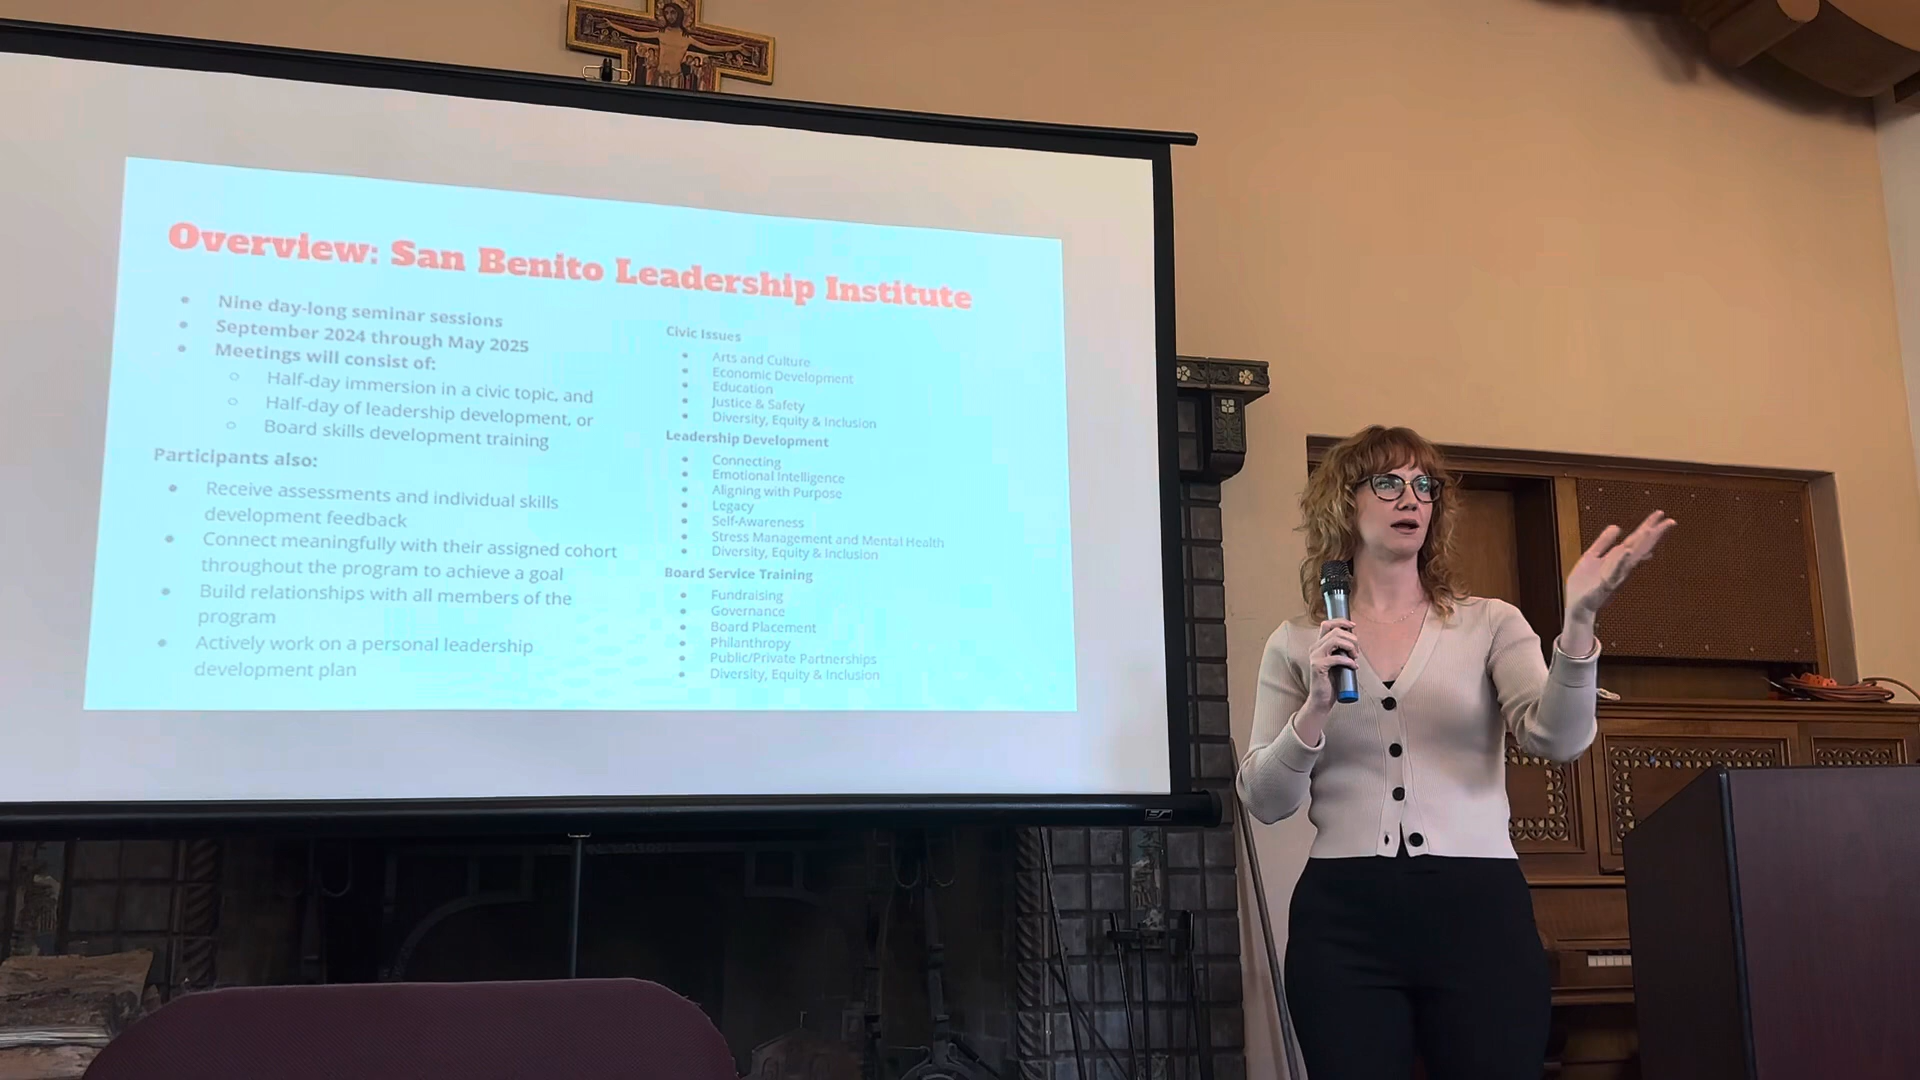 Overview: San Benito Leadership Institute
Nine day-long seminar sessions
September 2024 through May 2025
Meetings will consist of:
Half-day immersion in a civic topic, and
Half-day of leadership development, or
Board skills development training
Participants also:
Receive assessments and individual skills
development feedback
Connect meaningfully with their assigned cohort
throughout the program to achieve a goal
Build relationships with all members of the
program
Actively work on a personal leadership
development plan
Civic Issues
Arts and Culture
Economic Development
Education
Justice & Safety
Diversity, Equity & Inclusion
Leadership Development
Connecting
Emotional Intelligence
Aligning with Purpose
Legacy
Self-Awareness
Stress Management and Mental Health
Diversity, Equity & Inclusion
Board Service Training
Fundraising
Governance
Board Placement
Philanthropy
Public/Private Partnerships
Diversity, Equity & Inclusion